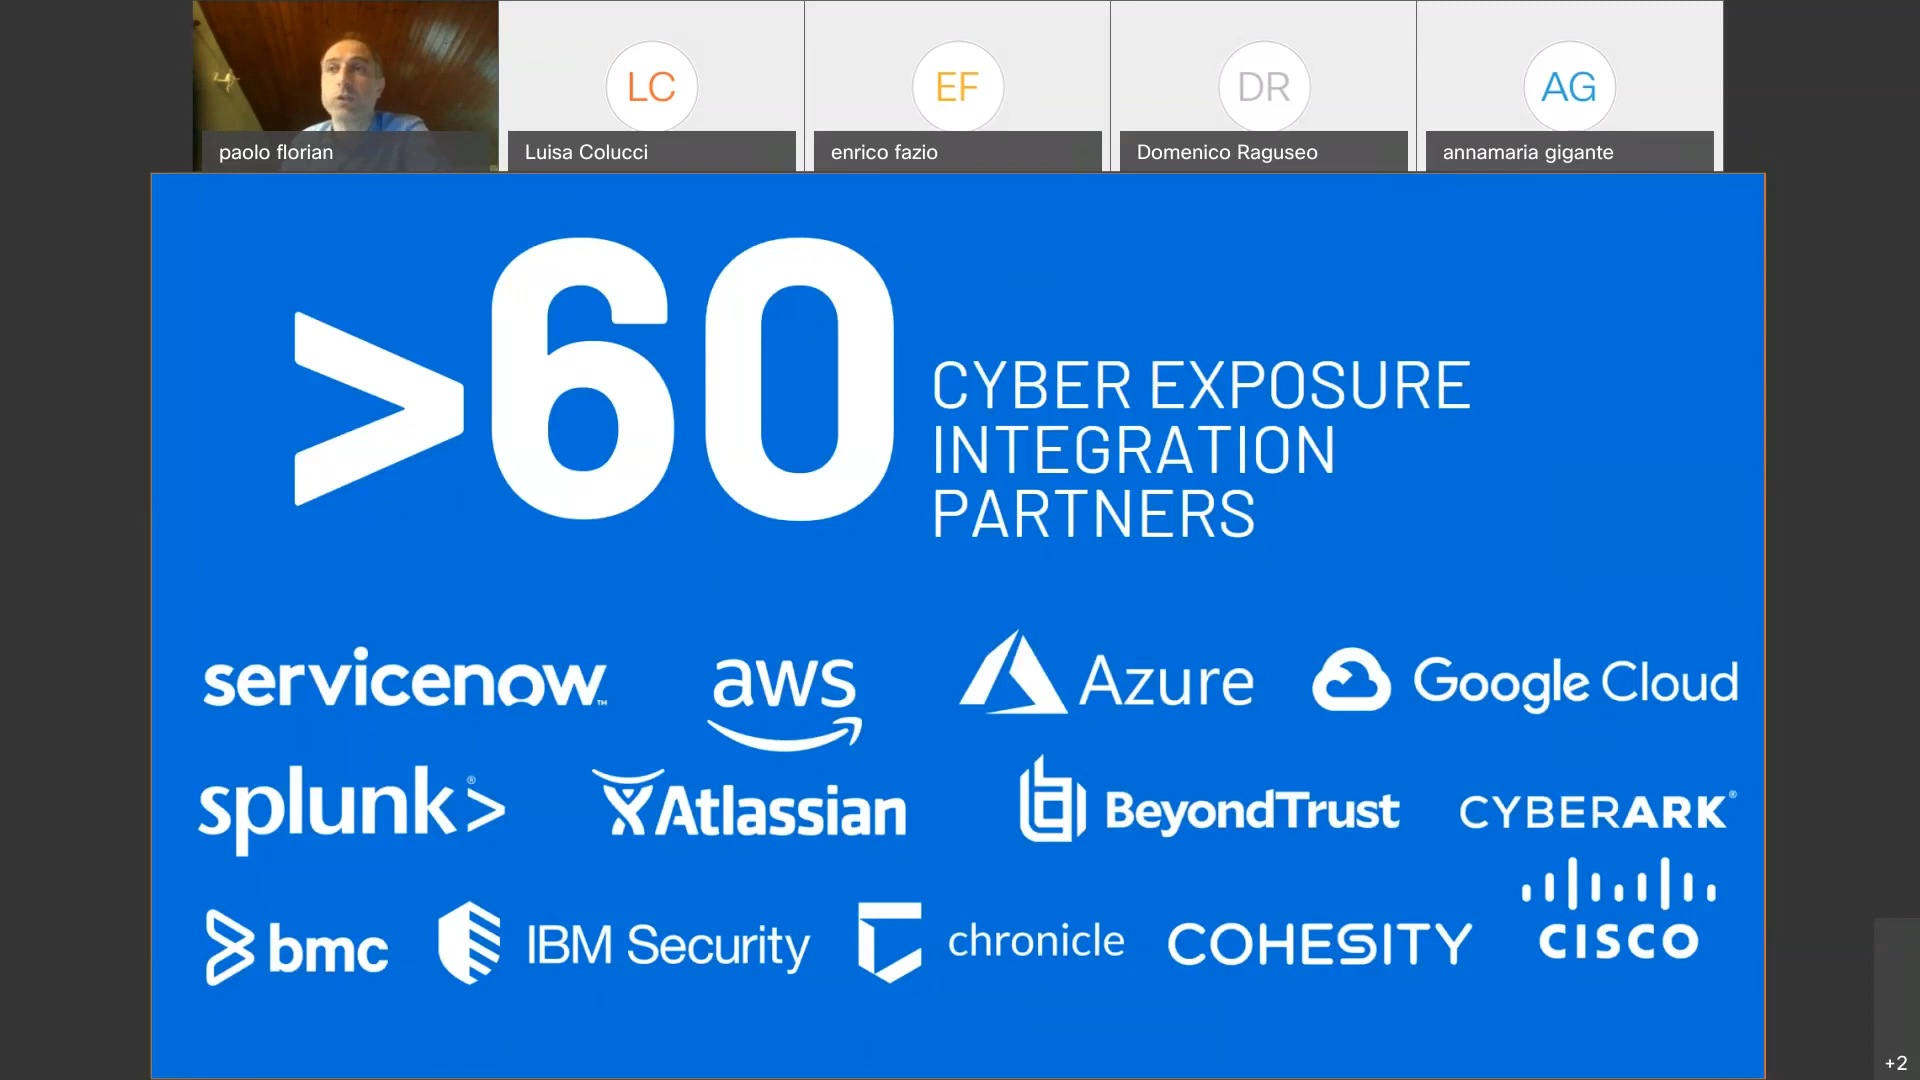 LC
EF
DR
AG
paolo florian
Luisa Colucci
enrico fazio
Domenico Raguseo
annamaria gigante
>60
CYBER EXPOSURE
INTEGRATION
PARTNERS
servicenow™
aws
Azure
Google Cloud
splunk>®
Atlassian
BeyondTrust
CYBERARK®
bmc
IBM Security
chronicle
COHESITY
CISCO
+2